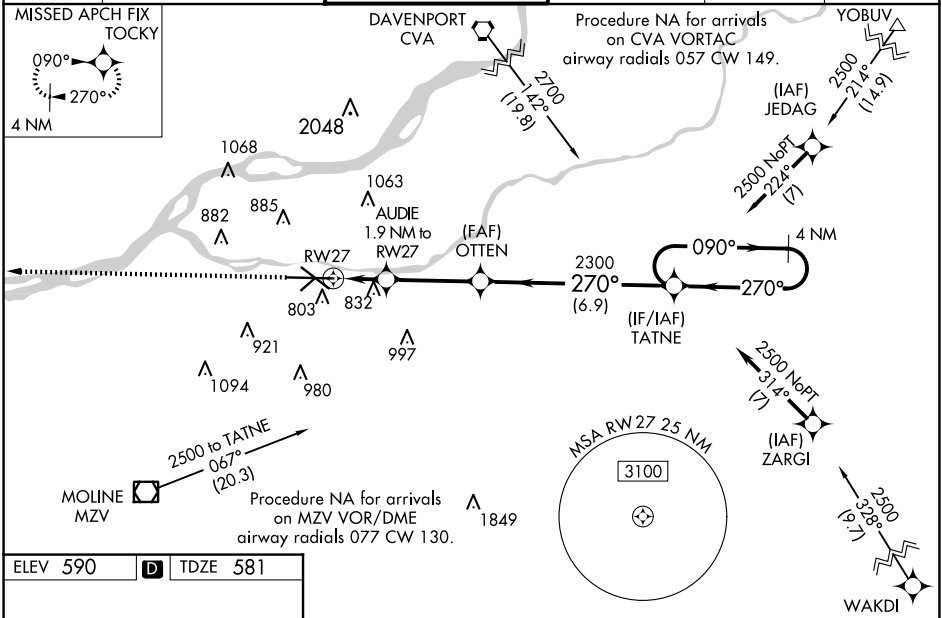 MISSED APCH FIX
TOCKY
090°
270°
4 NM
DAVENPORT
CVA
2700
142°
(19.8)
Procedure NA for arrivals
on CVA VORTAC
airway radials 057 CW 149.
YOBUV
2500
214°
(14.9)
(IAF)
JEDAG
2500 NoPT
224°
(7)
2048
1068
1063
882
885
AUDIE
1.9 NM to
RW27
(FAF)
OTTEN
RW27
2300
270°
(6.9)
090°
4 NM
270°
(IF/IAF)
TATNE
803
832
921
997
1094
980
2500 NoPT
314°
(7)
(IAF)
ZARGI
2500 to TATNE
067°
(20.3)
MOLINE
MZV
Procedure NA for arrivals
on MZV VOR/DME
airway radials 077 CW 130.
1849
MSA RW27 25 NM
3100
2500
328°
(9.7)
WAKDI
ELEV 590 D TDZE 581